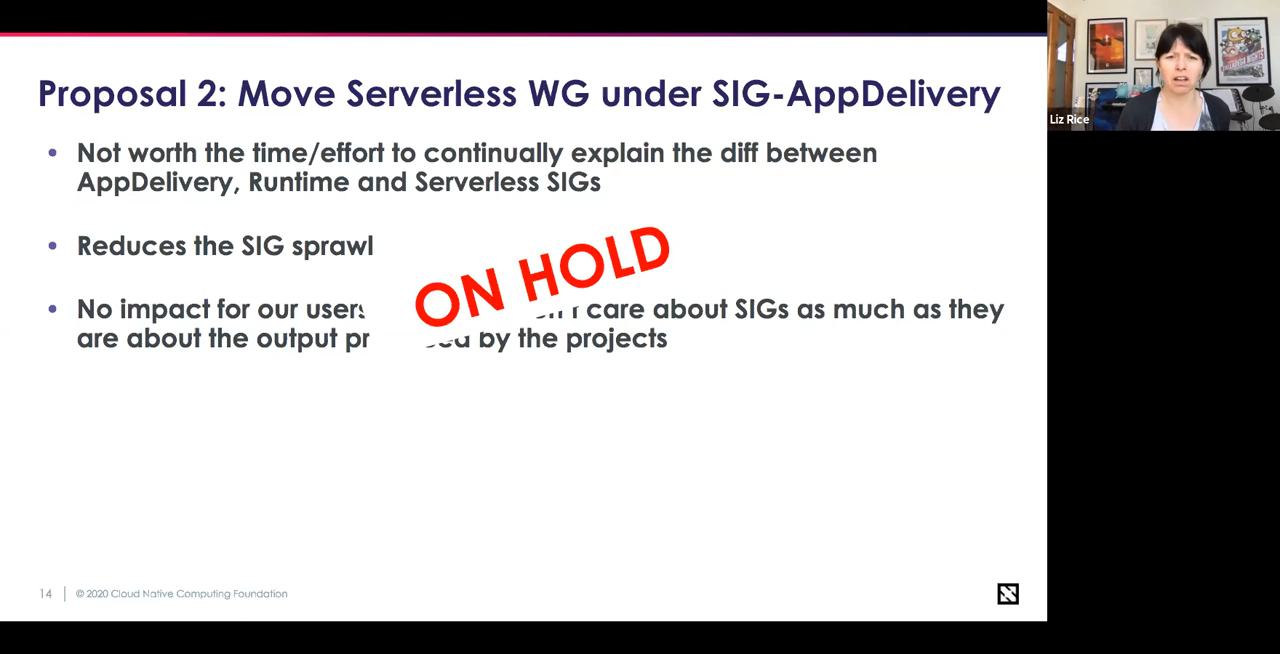 Proposal 2: Move Serverless WG under SIG-AppDelivery
Liz Rice
• Not worth the time/effort to continually explain the diff between
AppDelivery, Runtime and Serverless SIGs
• Reduces the SIG sprawl
ON HOLD
• No impact for our users care about SIGs as much as they
are about the output by the projects
14
© 2020 Cloud Native Computing Foundation